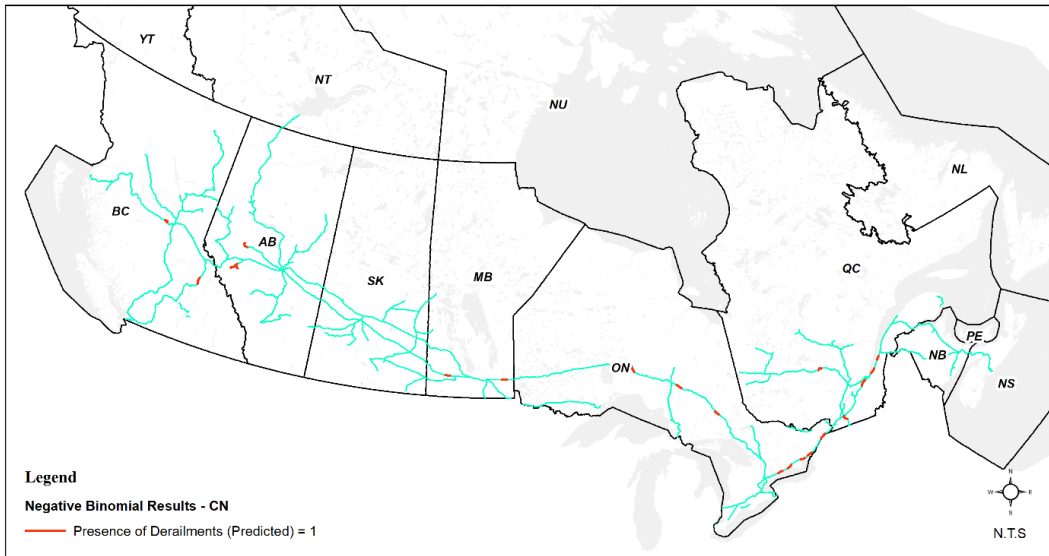 YT
NT
NU
NL
BC
AB
SK
MB
QC
ON
PE
NB
NS
Legend
Negative Binomial Results - CN
Presence of Derailments (Predicted) = 1
N
W
E
S
N.T.S